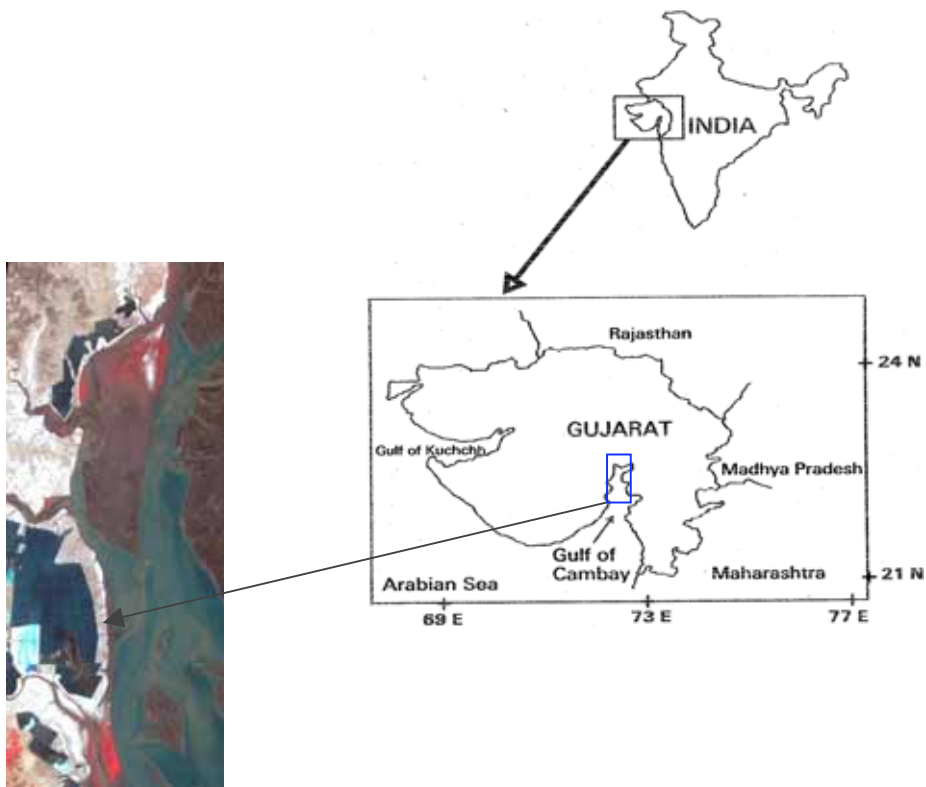 INDIA
Rajasthan
24 N
GUJARAT
Gulf of Kuchchh
Madhya Pradesh
Gulf of
Cambay
Maharashtra
Arabian Sea
21 N
69 E
73 E
77 E